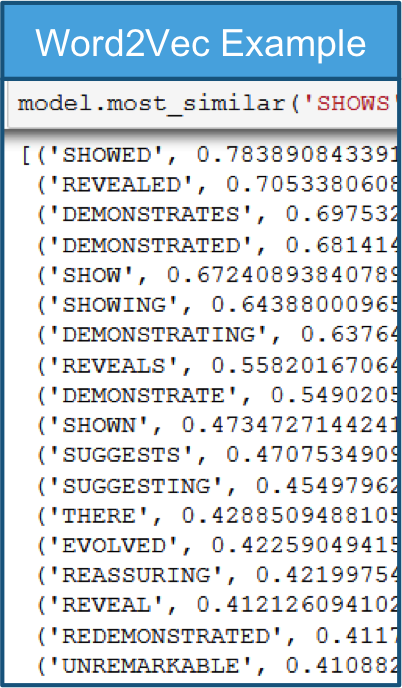 Word2Vec Example
model.most_similar('SHOWS'
[('SHOWED', 0.783890843391
('REVEALED', 0.7053380608
('DEMONSTRATES', 0.697532
('DEMONSTRATED', 0.681414
('SHOW', 0.67240893840789
('SHOWING', 0.64388000965
('DEMONSTRATING', 0.63764
('REVEALS', 0.55820167064
('DEMONSTRATE', 0.5490205
('SHOWN', 0.4734727144241
('SUGGESTS', 0.4707534909
('SUGGESTING', 0.45497962
('THERE', 0.4288509488105
('EVOLVED', 0.42259049415
('REASSURING', 0.42199754
('REVEAL', 0.412126094102
('REDEMONSTRATED', 0.4117
('UNREMARKABLE', 0.410882